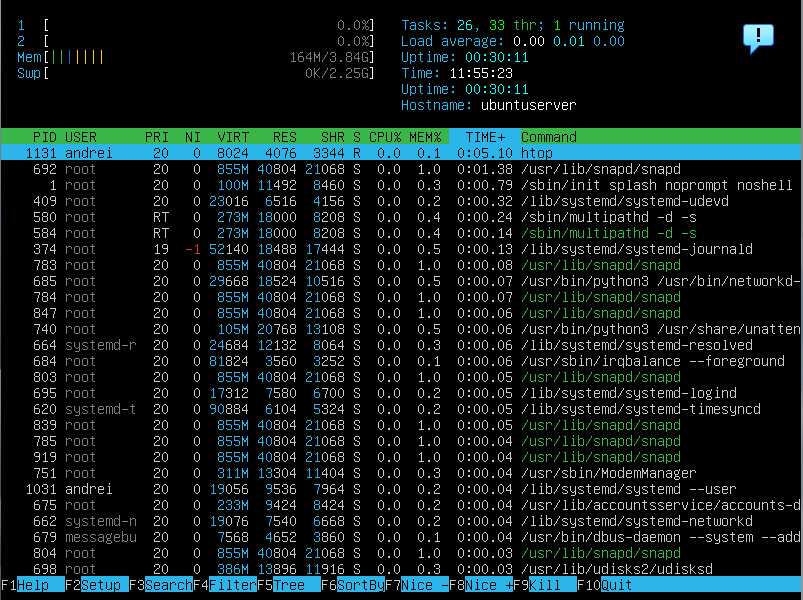 1 [ 0.0%] Tasks: 26, 33 thr; 1 running
2 [ 0.0%] Load average: 0.00 0.01 0.00
Mem[||||||| 164M/3.84G] Uptime: 00:30:11
Swp[ 0K/2.25G] Time: 11:55:23
Uptime: 00:30:11
Hostname: ubuntuserver
PID USER PRI NI VIRT RES SHR S CPU% MEM% TIME+ Command
1131 andrei 20 0 8024 4076 3344 R 0.0 0.1 0:05.10 htop
692 root 20 0 855M 40804 21068 S 0.0 1.0 0:01.38 /usr/lib/snapd/snapd
1 root 20 0 100M 11492 8460 S 0.0 0.3 0:00.79 /sbin/init splash noprompt noshell
409 root 20 0 23016 6516 4156 S 0.0 0.2 0:00.32 /lib/systemd/systemd-udevd
580 root RT 0 273M 18000 8208 S 0.0 0.4 0:00.24 /sbin/multipathd -d -s
584 root RT 0 273M 18000 8208 S 0.0 0.4 0:00.14 /sbin/multipathd -d -s
374 root 19 -1 52140 18488 17444 S 0.0 0.5 0:00.13 /lib/systemd/systemd-journald
783 root 20 0 855M 40804 21068 S 0.0 1.0 0:00.08 /usr/lib/snapd/snapd
685 root 20 0 29668 18524 10516 S 0.0 0.5 0:00.07 /usr/bin/python3 /usr/bin/networkd-
784 root 20 0 855M 40804 21068 S 0.0 1.0 0:00.07 /usr/lib/snapd/snapd
847 root 20 0 855M 40804 21068 S 0.0 1.0 0:00.06 /usr/lib/snapd/snapd
740 root 20 0 105M 20768 13108 S 0.0 0.5 0:00.06 /usr/bin/python3 /usr/share/unatten
664 systemd-r 20 0 24684 12132 8064 S 0.0 0.3 0:00.05 /lib/systemd/systemd-resolved
684 root 20 0 81824 3560 3252 S 0.0 0.1 0:00.06 /usr/sbin/irqbalance --foreground
803 root 20 0 855M 40804 21068 S 0.0 1.0 0:00.05 /usr/lib/snapd/snapd
695 root 20 0 17312 7580 6700 S 0.0 0.2 0:00.05 /lib/systemd/systemd-logind
620 systemd-t 20 0 90884 6104 5324 S 0.0 0.2 0:00.05 /lib/systemd/systemd-timesyncd
839 root 20 0 855M 40804 21068 S 0.0 1.0 0:00.05 /usr/lib/snapd/snapd
785 root 20 0 855M 40804 21068 S 0.0 1.0 0:00.04 /usr/lib/snapd/snapd
919 root 20 0 855M 40804 21068 S 0.0 1.0 0:00.04 /usr/lib/snapd/snapd
751 root 20 0 311M 13304 11404 S 0.0 0.3 0:00.04 /usr/sbin/ModemManager
1031 andrei 20 0 19056 9536 7964 S 0.0 0.2 0:00.04 /lib/systemd/systemd --user
675 root 20 0 233M 9424 8424 S 0.0 0.2 0:00.04 /usr/lib/accountsservice/accounts-d
662 systemd-n 20 0 19076 7540 6668 S 0.0 0.2 0:00.04 /lib/systemd/systemd-networkd
679 messagebu 20 0 7568 4652 3860 S 0.0 0.1 0:00.04 /usr/bin/dbus-daemon --system --add
804 root 20 0 855M 40804 21068 S 0.0 1.0 0:00.03 /usr/lib/snapd/snapd
698 root 20 0 386M 13896 11916 S 0.0 0.3 0:00.03 /usr/lib/udisks2/udisksd
F1Help F2Setup F3SearchF4FilterF5Tree F6SortByF7Nice -F8Nice +F9Kill F10Quit